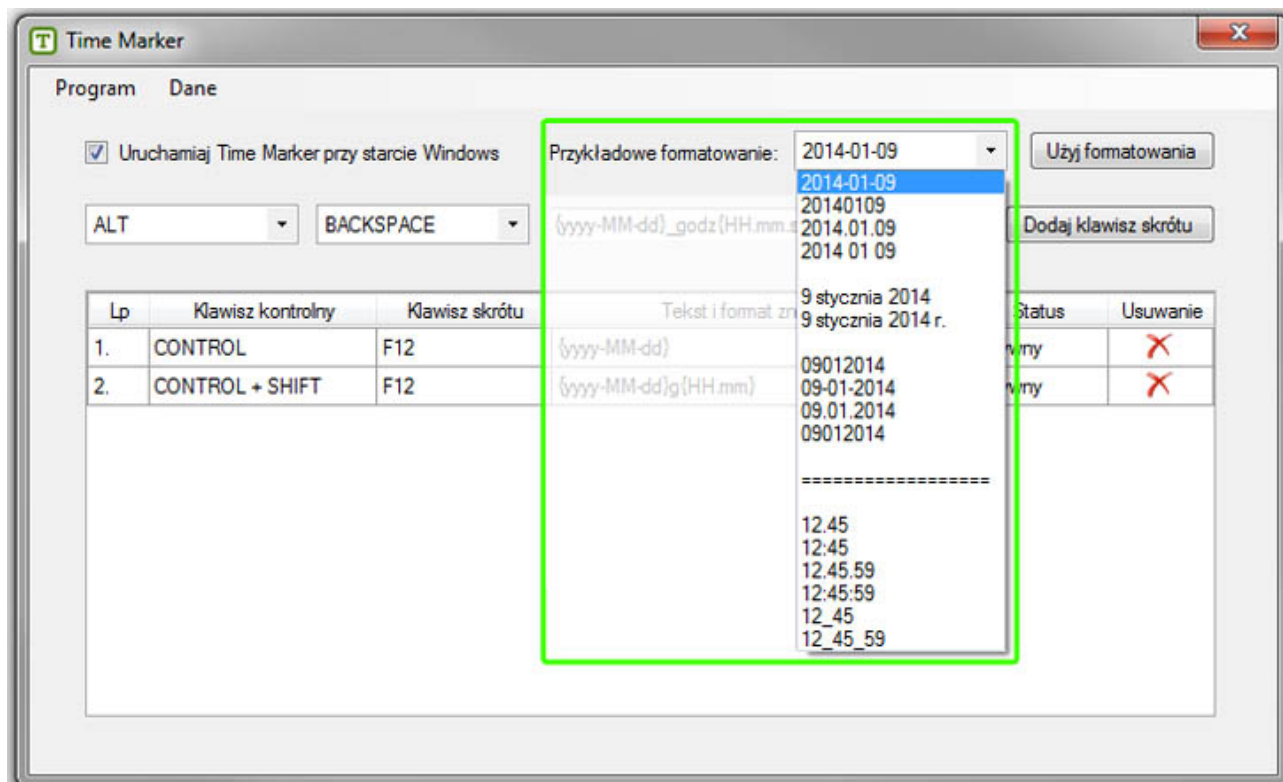 Time Marker
Program Dane
Uruchamiaj Time Marker przy starcie Windows Przykładowe formatowanie: 2014-01-09 Użyj formatowania
ALT BACKSPACE {yyyy-MM-dd}_godz{HH.mm. Dodaj klawisz skrótu
Lp Klawisz kontrolny Klawisz skrótu Tekst i format Status Usuwanie
1. CONTROL F12 {yyyy-MM-dd}
2. CONTROL + SHIFT F12 {yyyy-MM-dd}g{HH.mm}
2014-01-09
20140109
2014.01.09
2014 01 09
9 stycznia 2014
9 stycznia 2014 r.
09012014
09-01-2014
09.01.2014
09012014
===================
12.45
12:45
12.45.59
12:45:59
12_45
12_45_59